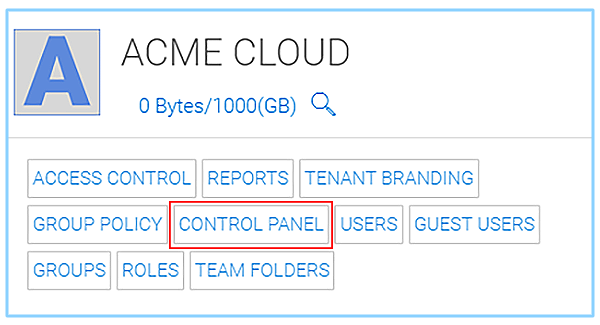 A
ACME CLOUD
0 Bytes/1000(GB)
ACCESS CONTROL REPORTS TENANT BRANDING
GROUP POLICY CONTROL PANEL USERS GUEST USERS
GROUPS ROLES TEAM FOLDERS